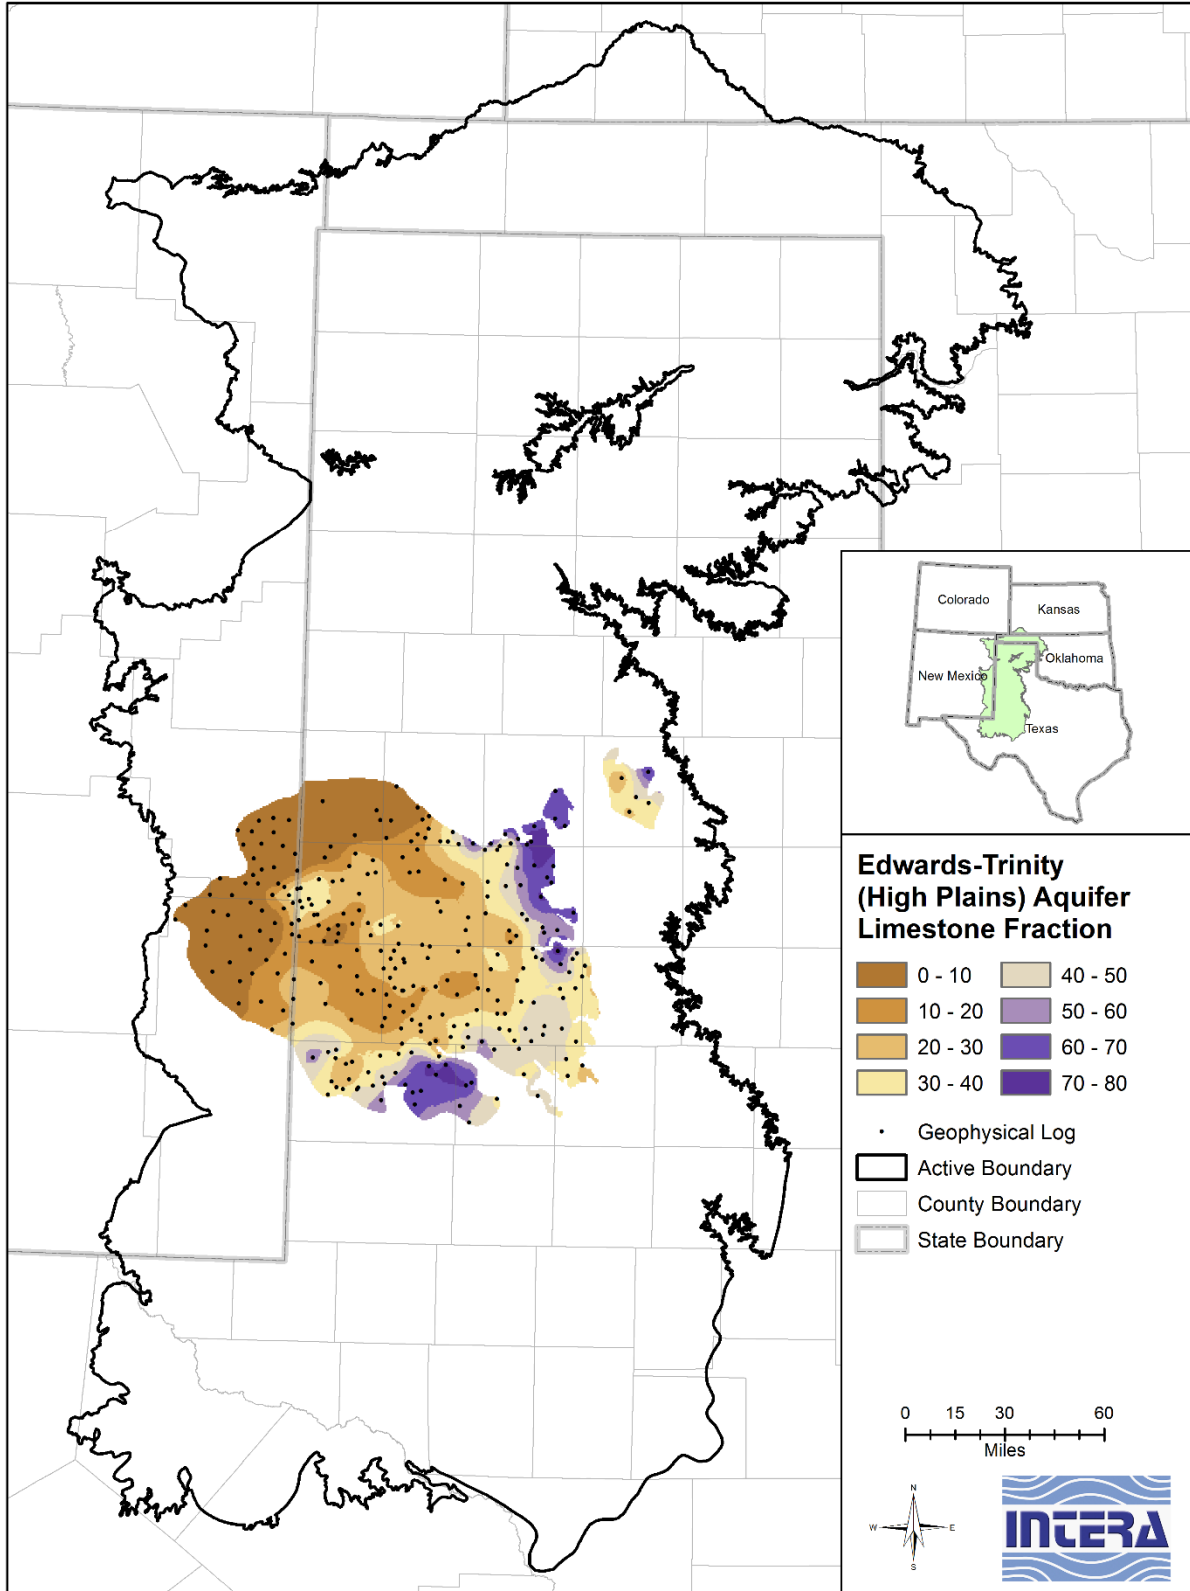 Colorado
Kansas
New Mexico
Oklahoma
Texas
Edwards-Trinity
(High Plains) Aquifer
Limestone Fraction
0 - 10
40 - 50
10 - 20
50 - 60
20 - 30
60 - 70
30 - 40
70 - 80
Geophysical Log
Active Boundary
County Boundary
State Boundary
0 15 30 60
Miles
N
W E
S
INTERA